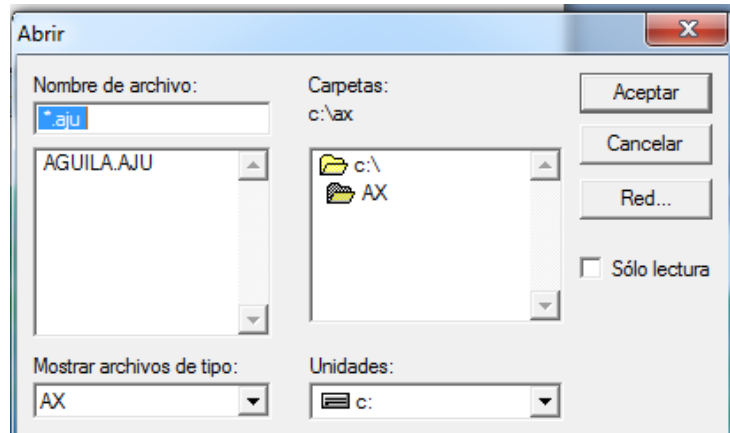 Abrir
Nombre de archivo:
*.aju
AGUILA.AJU
Mostrar archivos de tipo:
AX
Carpetas:
c:\ax
c:\
AX
Unidades:
c:
Aceptar
Cancelar
Red...
Sólo lectura